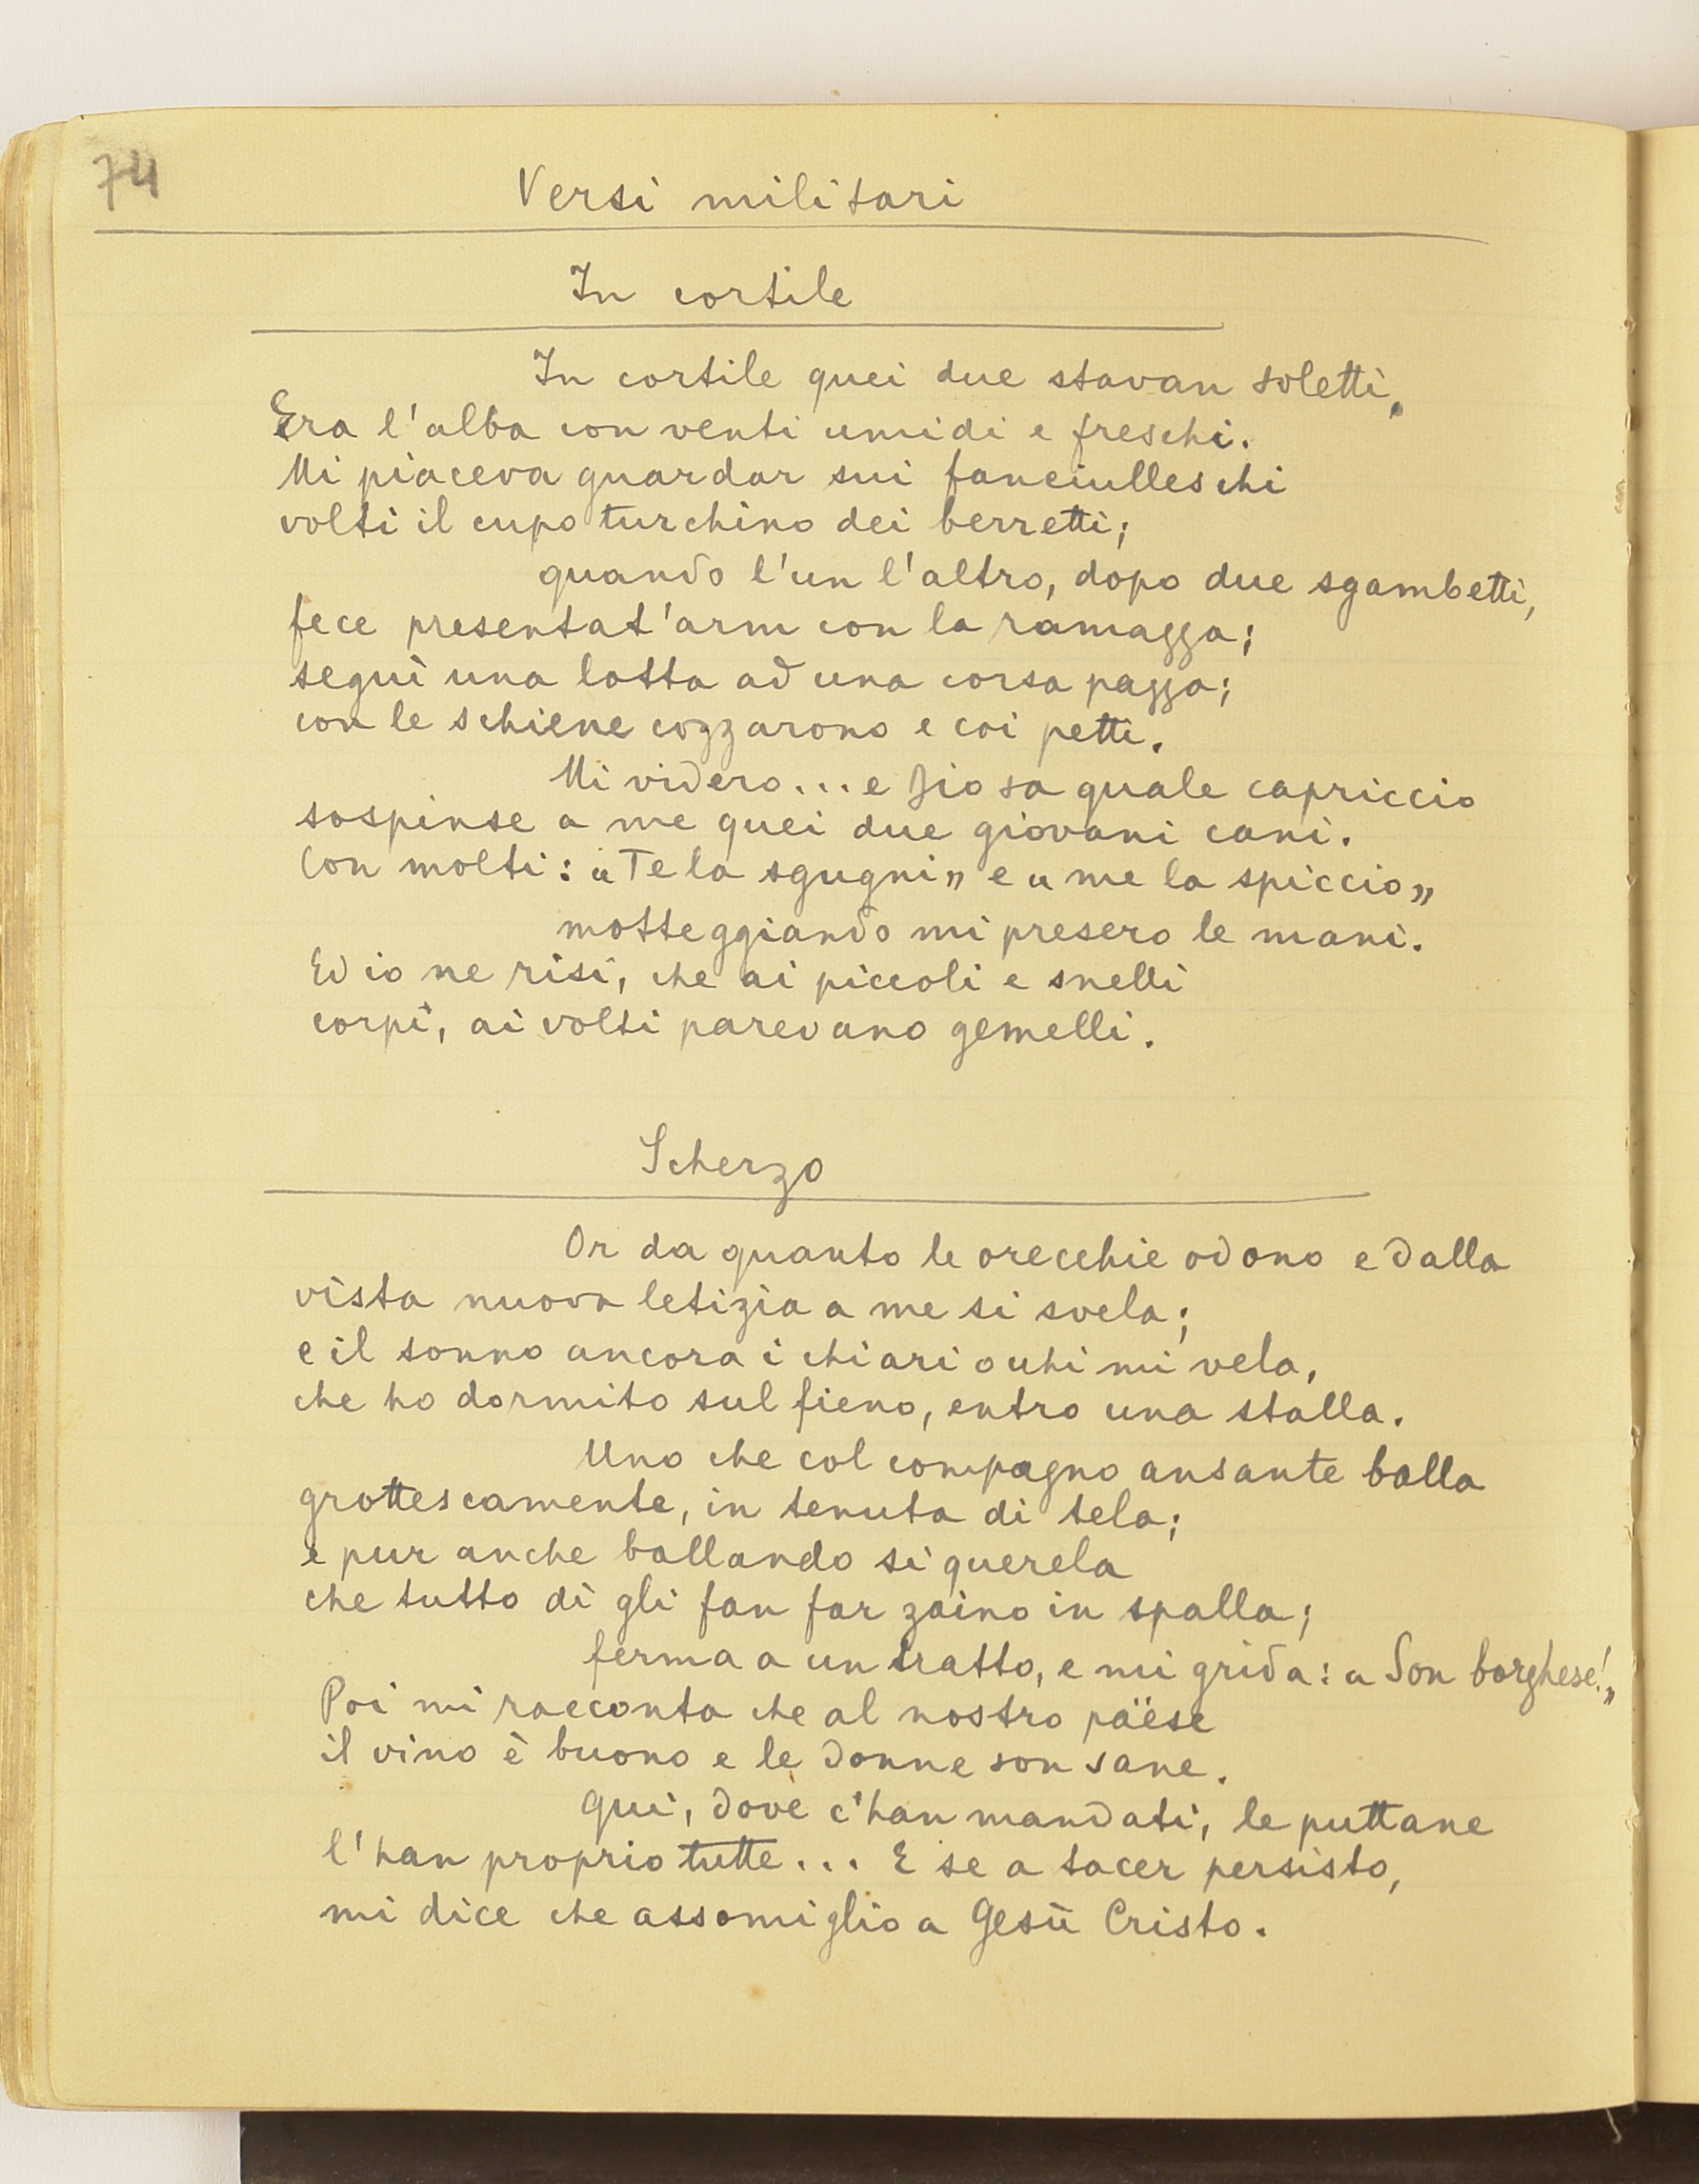 74
Versi militari
In cortile
In cortile quei due stavan soletti.
Era l'alba con venti umidi e freschi.
Mi piaceva guardar sui fanciulleschi
volti il cupo turchino dei berretti;
quando l'un l'altro, dopo due sgambetti,
fece presentat'arm con la ramazza;
seguì una lotta ad una corsa pazza;
con le schiene cozzarono e coi petti.
Mi videro... e Dio sa quale capriccio
sospinse a me quei due giovani cani.
Con molti: «Te la sgugni» e «me la spiccio»
motteggiando mi presero le mani.
Ed io ne risi, che ai piccoli e snelli
corpi, ai volti parevano gemelli.
Scherzo
Or da quanto le orecchie odono e dalla
vista nuova letizia a me si svela;
e il sonno ancora i chiari occhi mi vela,
che ho dormito sul fieno, entro una stalla.
Uno che col compagno ansante balla
grottescamente, in tenuta di tela;
e pur anche ballando si querela
che tutto dì gli fan far zaino in spalla;
ferma a un tratto, e mi grida: «Son borghese!»
Poi mi racconta che al nostro päese
il vino è buono e le donne son sane.
Qui, dove c'han mandati, le puttane
l'han proprio tutte... E se a tacer persisto,
mi dice che assomiglio a Gesù Cristo.